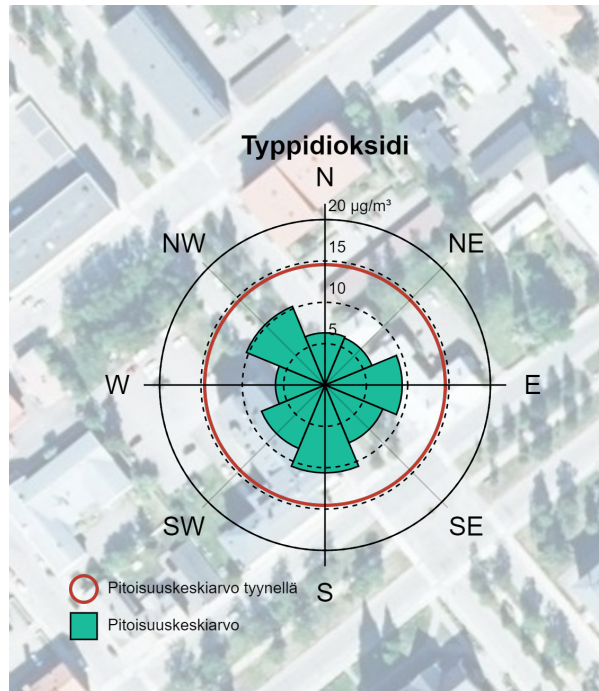 Typpidioksidi
N
20 µg/m³
NW
15
NE
10
5
W
E
SW
SE
S
Pitoisuuskeskiarvo tyynellä
Pitoisuuskeskiarvo